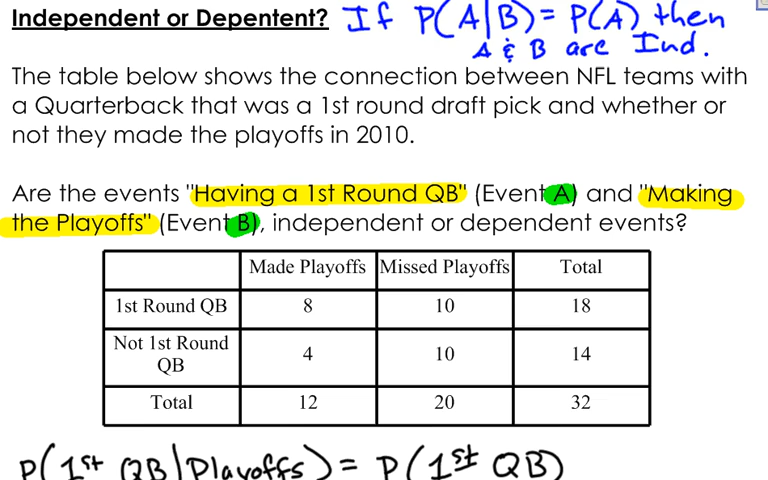 Independent or Depentent? If P(A|B) = P(A) then
A & B are Ind.
The table below shows the connection between NFL teams with
a Quarterback that was a 1st round draft pick and whether or
not they made the playoffs in 2010.
Are the events "Having a 1st Round QB" (Event A) and "Making
the Playoffs" (Event B), independent or dependent events?
Made Playoffs Missed Playoffs Total
1st Round QB 8 10 18
Not 1st Round
QB 4 10 14
Total 12 20 32
P(1st QB|Playoffs) = P(1st QB)